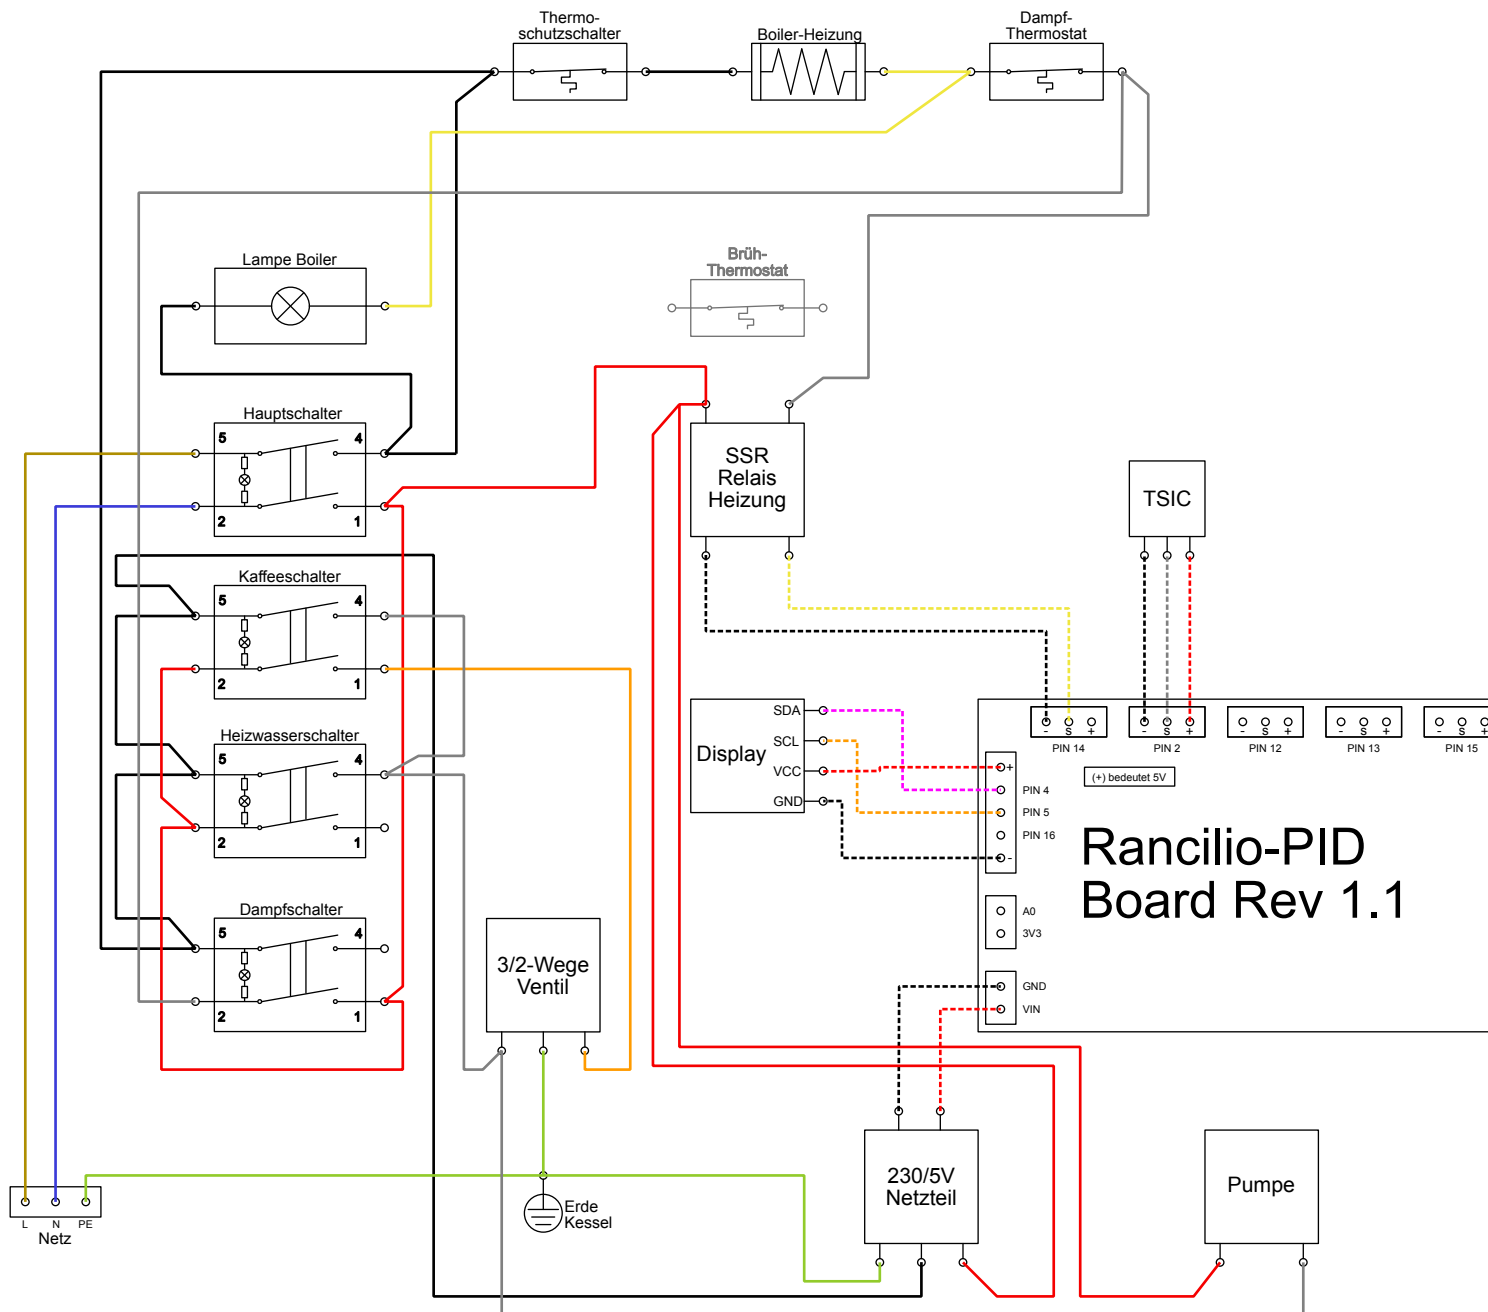 Thermo-
schutzschalter
Boiler-Heizung
Dampf-
Thermostat
Lampe Boiler
Brüh-
Thermostat
Hauptschalter
5 4
2 1
SSR
Relais
Heizung
TSIC
Kaffeeschalter
5 4
2 1
Heizwasserschalter
5 4
2 1
Dampfschalter
5 4
2 1
Display
SDA
SCL
VCC
GND
- S +
PIN 14
- S +
PIN 2
- S +
PIN 12
- S +
PIN 13
- S +
PIN 15
(+) bedeutet 5V
+
PIN 4
PIN 5
PIN 16
-
Rancilio-PID
Board Rev 1.1
A0
3V3
GND
VIN
3/2-Wege
Ventil
230/5V
Netzteil
Pumpe
Erde
Kessel
L N PE
Netz